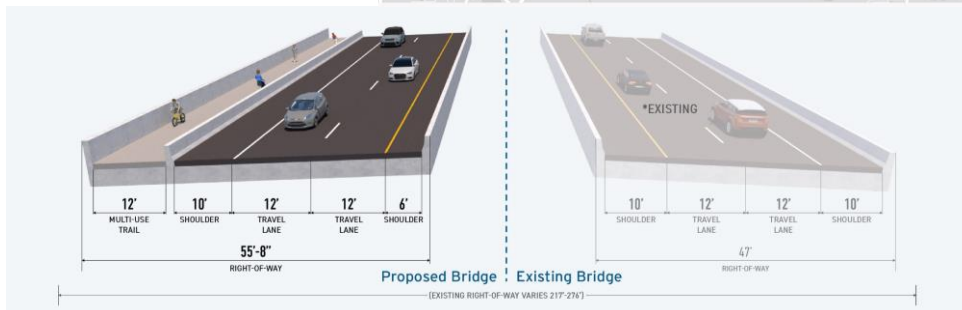 *EXISTING
12'
MULTI-USE
TRAIL
10'
SHOULDER
12'
TRAVEL
LANE
12'
TRAVEL
LANE
6'
SHOULDER
55'-8"
RIGHT-OF-WAY
10'
SHOULDER
12'
TRAVEL
LANE
12'
TRAVEL
LANE
10'
SHOULDER
47'
RIGHT-OF-WAY
Proposed Bridge
Existing Bridge
(EXISTING RIGHT-OF-WAY VARIES 217'-276')